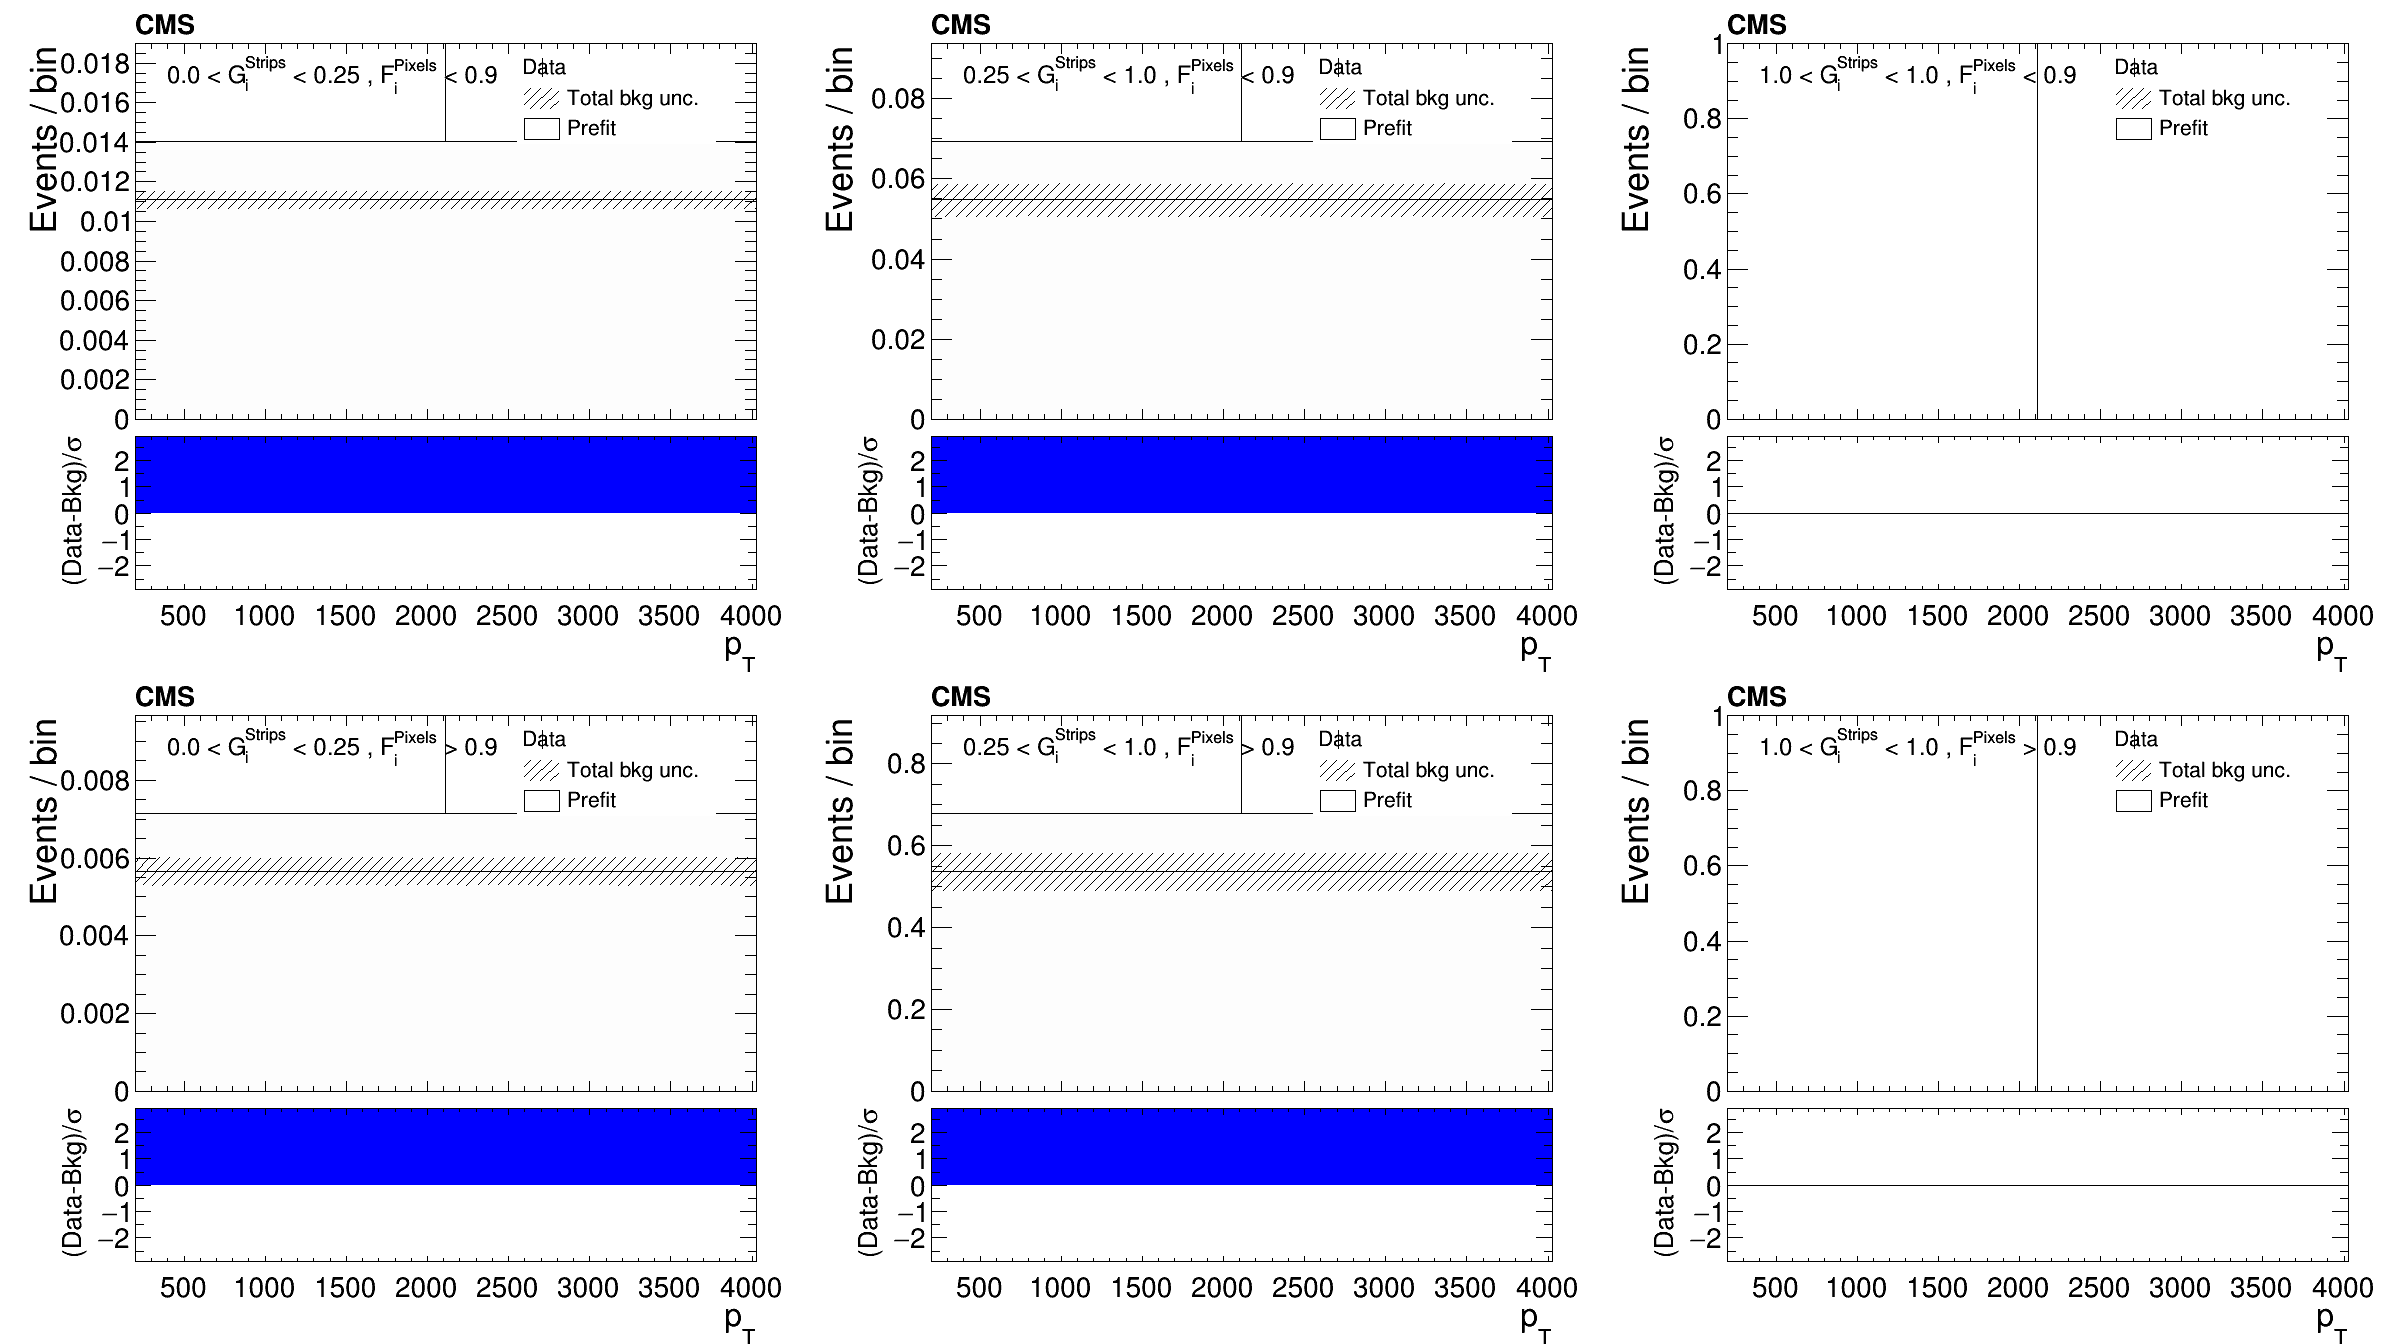 CMS
Events / bin
0.018
0.016
0.014
0.012
0.01
0.008
0.006
0.004
0.002
0
0.0 < G_i^Strips < 0.25 , F_i^Pixels < 0.9
Data
Total bkg unc.
Prefit
(Data-Bkg)/σ
2
1
0
−1
−2
500 1000 1500 2000 2500 3000 3500 4000
p_T
CMS
Events / bin
0.08
0.06
0.04
0.02
0
0.25 < G_i^Strips < 1.0 , F_i^Pixels < 0.9
Data
Total bkg unc.
Prefit
(Data-Bkg)/σ
2
1
0
−1
−2
500 1000 1500 2000 2500 3000 3500 4000
p_T
CMS
Events / bin
1
0.8
0.6
0.4
0.2
0
1.0 < G_i^Strips < 1.0 , F_i^Pixels < 0.9
Data
Total bkg unc.
Prefit
(Data-Bkg)/σ
2
1
0
−1
−2
500 1000 1500 2000 2500 3000 3500 4000
p_T
CMS
Events / bin
0.008
0.006
0.004
0.002
0
0.0 < G_i^Strips < 0.25 , F_i^Pixels > 0.9
Data
Total bkg unc.
Prefit
(Data-Bkg)/σ
2
1
0
−1
−2
500 1000 1500 2000 2500 3000 3500 4000
p_T
CMS
Events / bin
0.8
0.6
0.4
0.2
0
0.25 < G_i^Strips < 1.0 , F_i^Pixels > 0.9
Data
Total bkg unc.
Prefit
(Data-Bkg)/σ
2
1
0
−1
−2
500 1000 1500 2000 2500 3000 3500 4000
p_T
CMS
Events / bin
1
0.8
0.6
0.4
0.2
0
1.0 < G_i^Strips < 1.0 , F_i^Pixels > 0.9
Data
Total bkg unc.
Prefit
(Data-Bkg)/σ
2
1
0
−1
−2
500 1000 1500 2000 2500 3000 3500 4000
p_T